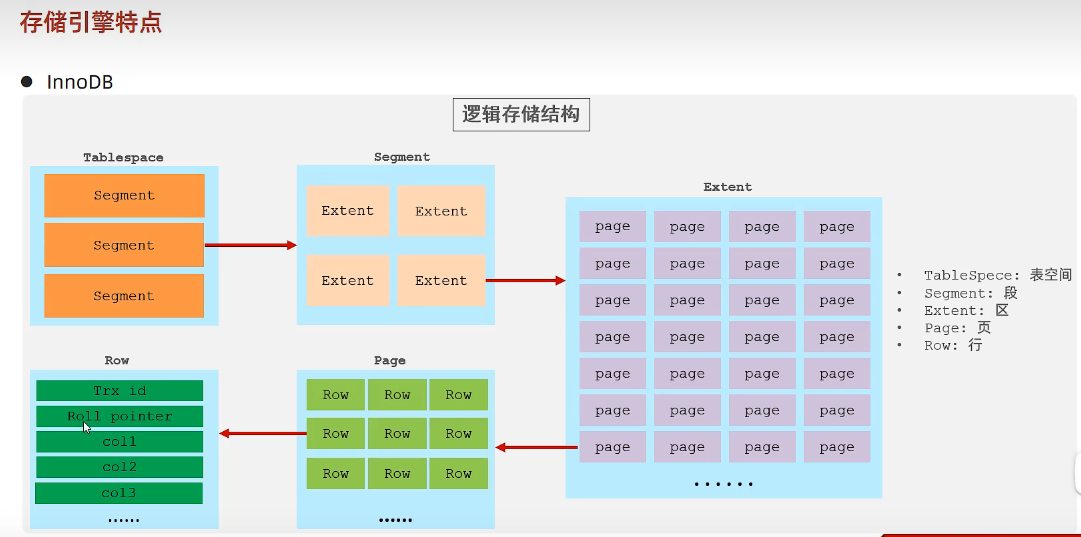 存储引擎特点
● InnoDB
逻辑存储结构
Tablespace
Segment
Segment
Segment
Segment
Extent Extent
Extent Extent
Extent
page page page page
page page page page
page page page page
page page page page
page page page page
page page page page
page page page page
......
• TableSpece: 表空间
• Segment: 段
• Extent: 区
• Page: 页
• Row: 行
Row
Trx id
Roll pointer
col1
col2
col3
......
Page
Row Row Row
Row Row Row
Row Row Row
......